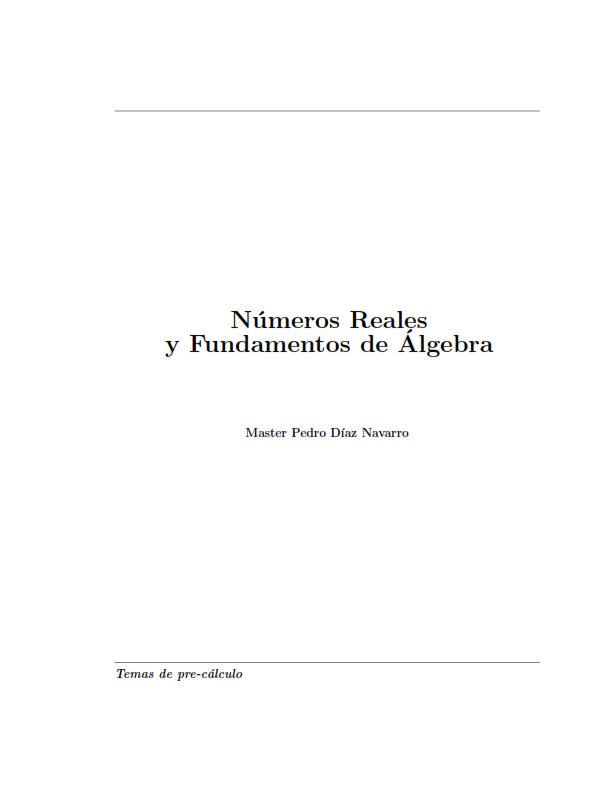 Números Reales
y Fundamentos de Álgebra
Master Pedro Díaz Navarro
Temas de pre-cálculo